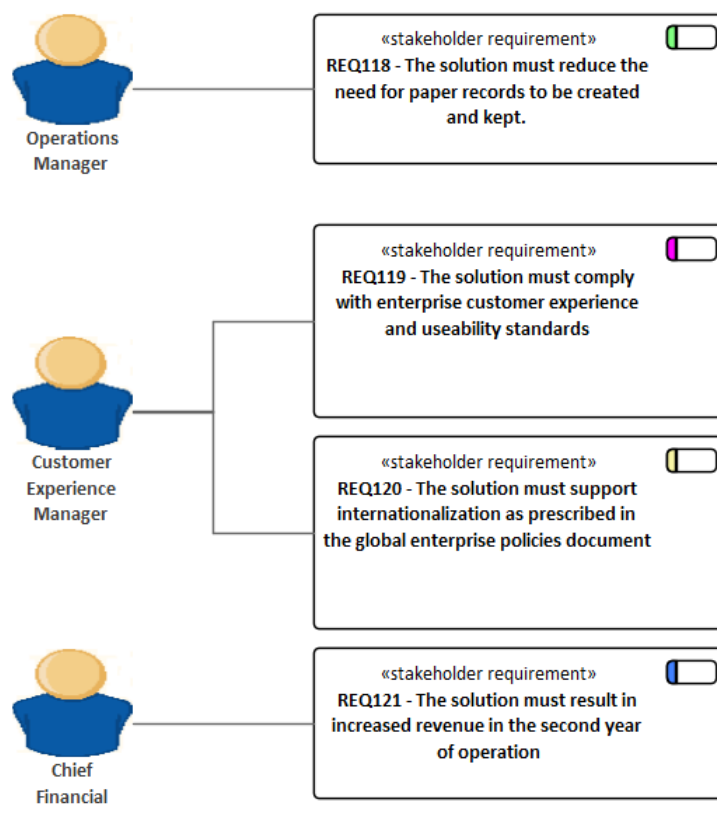 «stakeholder requirement»
REQ118 - The solution must reduce the
need for paper records to be created
and kept.
Operations
Manager
«stakeholder requirement»
REQ119 - The solution must comply
with enterprise customer experience
and useability standards
Customer
Experience
Manager
«stakeholder requirement»
REQ120 - The solution must support
internationalization as prescribed in
the global enterprise policies document
«stakeholder requirement»
REQ121 - The solution must result in
increased revenue in the second year
of operation
Chief
Financial